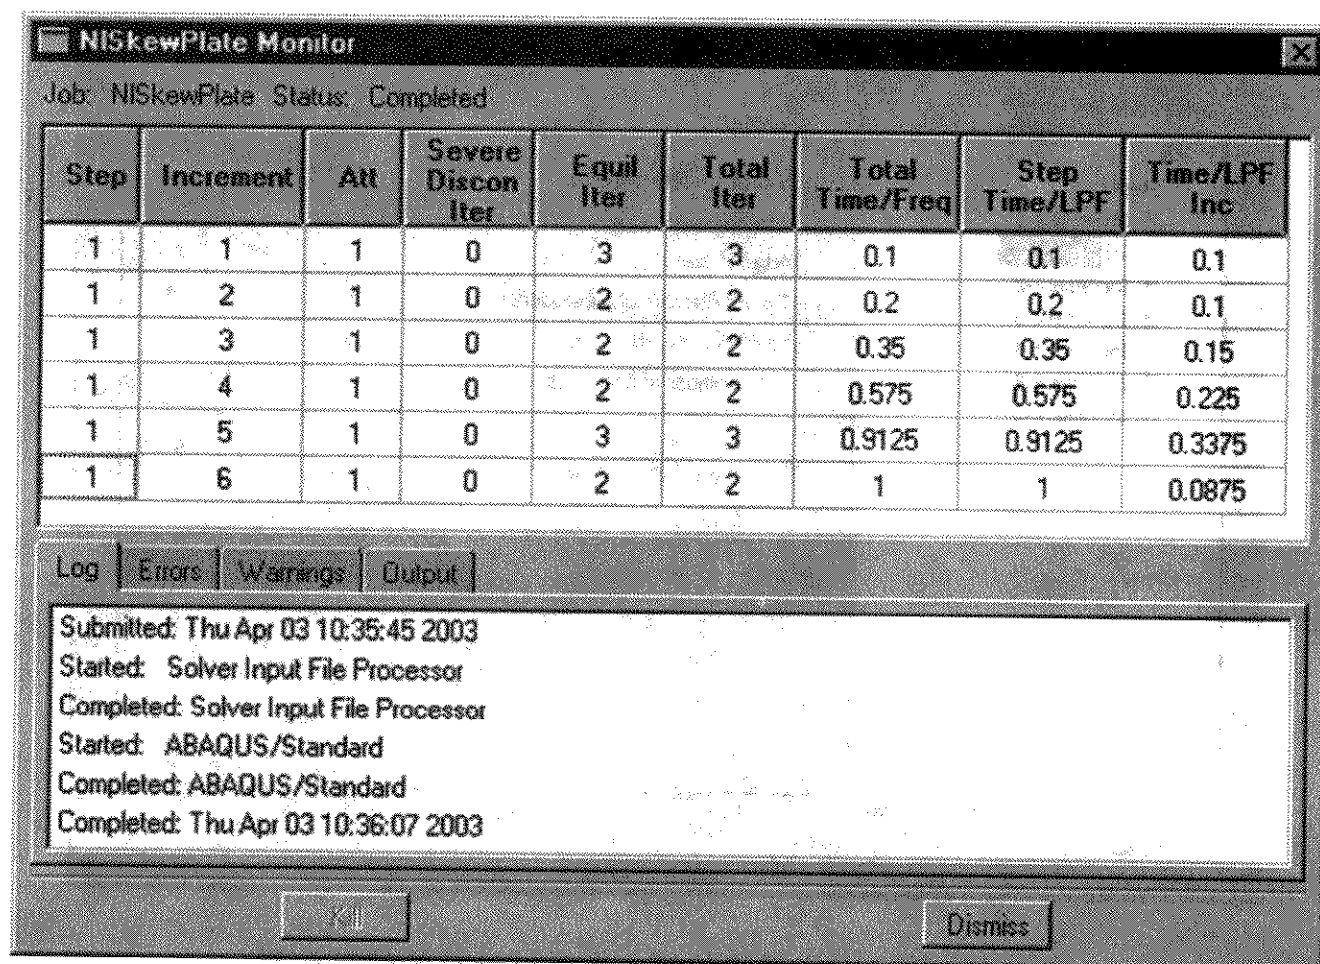 NlSkewPlate Monitor
Job: NlSkewPlate Status: Completed
Step Increment Att Severe Discon Iter Equil Iter Total Iter Total Time/Freq Step Time/LPF Time/LPF Inc
1 1 1 0 3 3 0.1 0.1 0.1
1 2 1 0 2 2 0.2 0.2 0.1
1 3 1 0 2 2 0.35 0.35 0.15
1 4 1 0 2 2 0.575 0.575 0.225
1 5 1 0 3 3 0.9125 0.9125 0.3375
1 6 1 0 2 2 1 1 0.0875
Log Errors Warnings Output
Submitted: Thu Apr 03 10:35:45 2003
Started: Solver Input File Processor
Completed: Solver Input File Processor
Started: ABAQUS/Standard
Completed: ABAQUS/Standard
Completed: Thu Apr 03 10:36:07 2003
Kill Dismiss